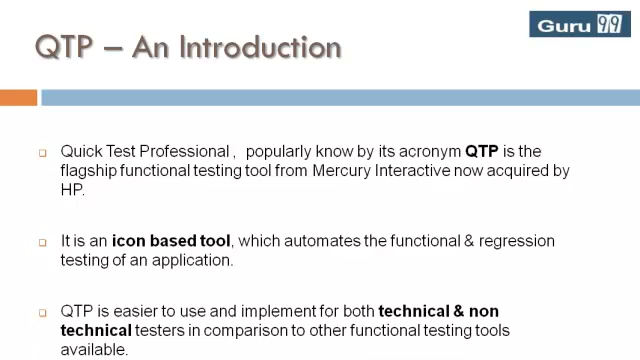 Guru 99
QTP – An Introduction
Quick Test Professional , popularly know by its acronym QTP is the
flagship functional testing tool from Mercury Interactive now acquired by
HP.
It is an icon based tool, which automates the functional & regression
testing of an application.
QTP is easier to use and implement for both technical & non
technical testers in comparison to other functional testing tools
available.